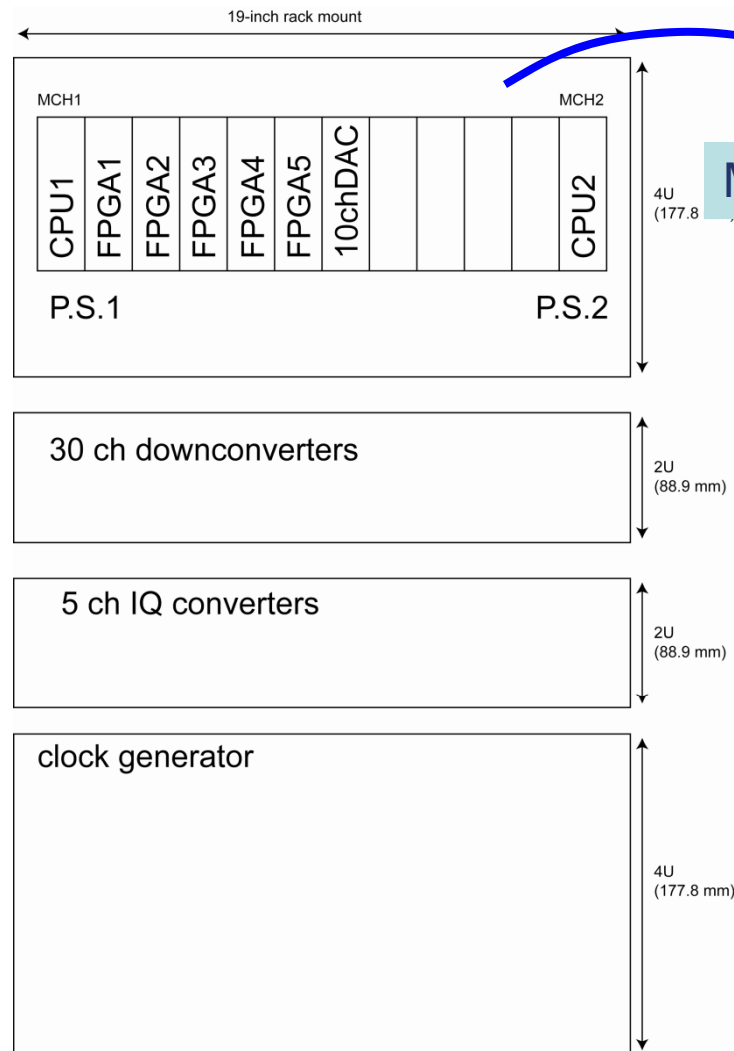 19-inch rack mount
MCH1
MCH2
CPU1
FPGA1
FPGA2
FPGA3
FPGA4
FPGA5
10chDAC
CPU2
4U
(177.8
M
P.S.1
P.S.2
30 ch downconverters
2U
(88.9 mm)
5 ch IQ converters
2U
(88.9 mm)
clock generator
4U
(177.8 mm)